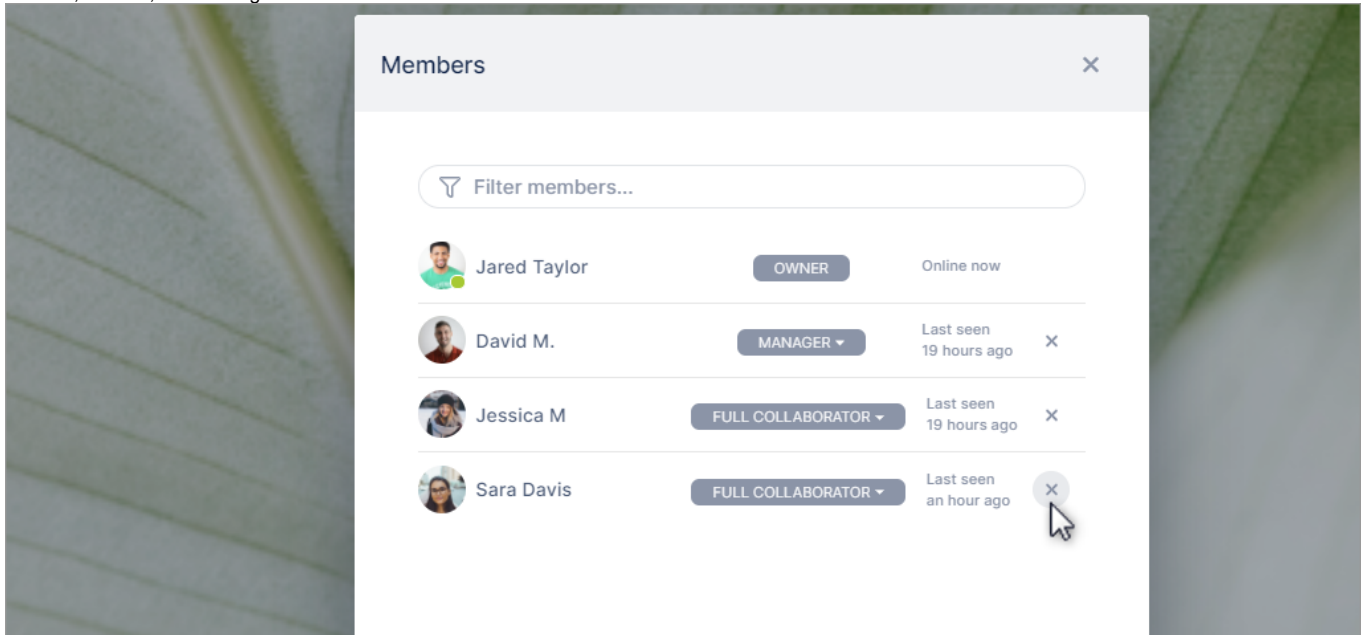 Members
Filter members...
Jared Taylor
OWNER
Online now
David M.
MANAGER
Last seen
19 hours ago
Jessica M
FULL COLLABORATOR
Last seen
19 hours ago
Sara Davis
FULL COLLABORATOR
Last seen
an hour ago